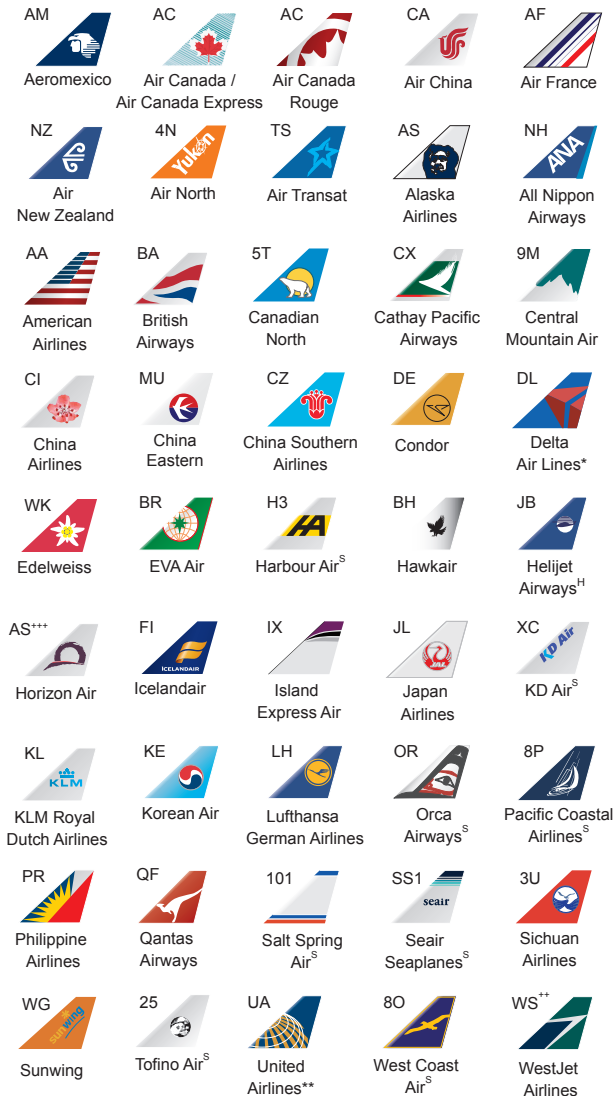 AM AC AC CA AF
Aeromexico Air Canada / Air Canada Air China Air France
Air Canada Express Rouge
NZ 4N TS AS NH
Yukon ANA
Air Air North Air Transat Alaska All Nippon
New Zealand Airlines Airways
AA BA 5T CX 9M
American British Canadian Cathay Pacific Central
Airlines Airways North Airways Mountain Air
CI MU CZ DE DL
China China China Southern Condor Delta
Airlines Eastern Airlines Air Lines*
WK BR H3 BH JB
HA
Edelweiss EVA Air Harbour Air^S Hawkair Helijet
Airways^H
AS+++ FI IX JL XC
ICELANDAIR JAL KD Air
Horizon Air Icelandair Island Japan KD Air^S
Express Air Airlines
KL KE LH OR 8P
KLM
KLM Royal Korean Air Lufthansa Orca Pacific Coastal
Dutch Airlines German Airlines Airways^S Airlines^S
PR QF 101 SS1 3U
seair
Philippine Qantas Salt Spring Seair Sichuan
Airlines Airways Air^S Seaplanes^S Airlines
WG 25 UA 8O WS++
sunwing
Sunwing Tofino Air^S United West Coast WestJet
Airlines** Air^S Airlines